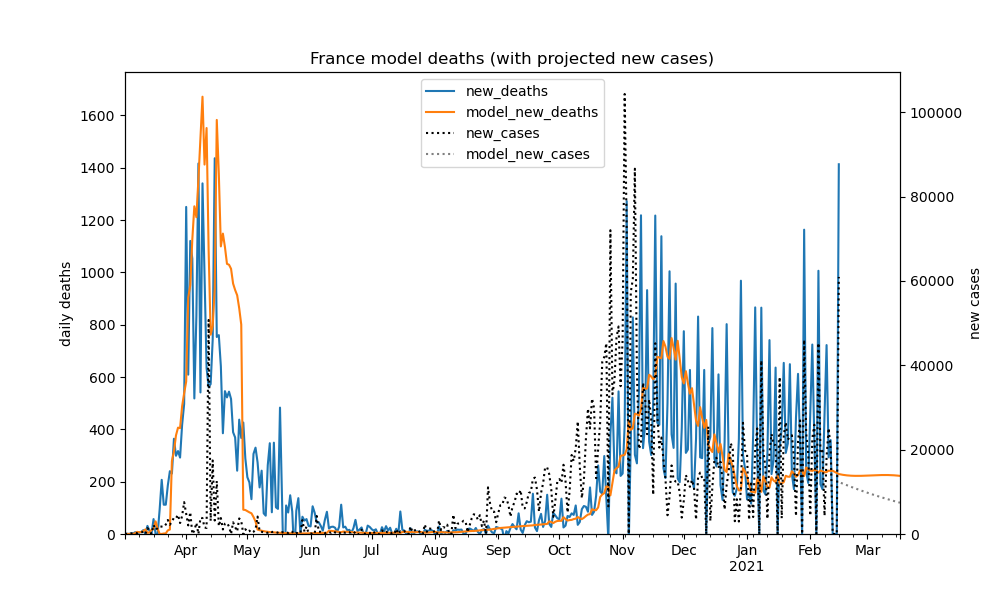 France model deaths (with projected new cases)
new_deaths
model_new_deaths
new_cases
model_new_cases
daily deaths
1600
1400
1200
1000
800
600
400
200
0
new cases
100000
80000
60000
40000
20000
0
Apr May Jun Jul Aug Sep Oct Nov Dec Jan Feb Mar
2021